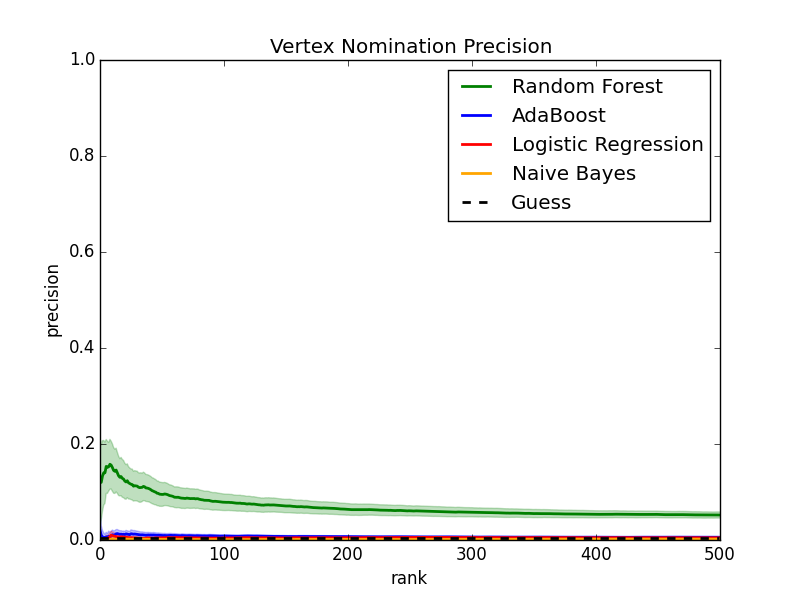 Vertex Nomination Precision
1.0
0.8
0.6
0.4
0.2
0.0
precision
Random Forest
AdaBoost
Logistic Regression
Naive Bayes
Guess
0 100 200 300 400 500
rank